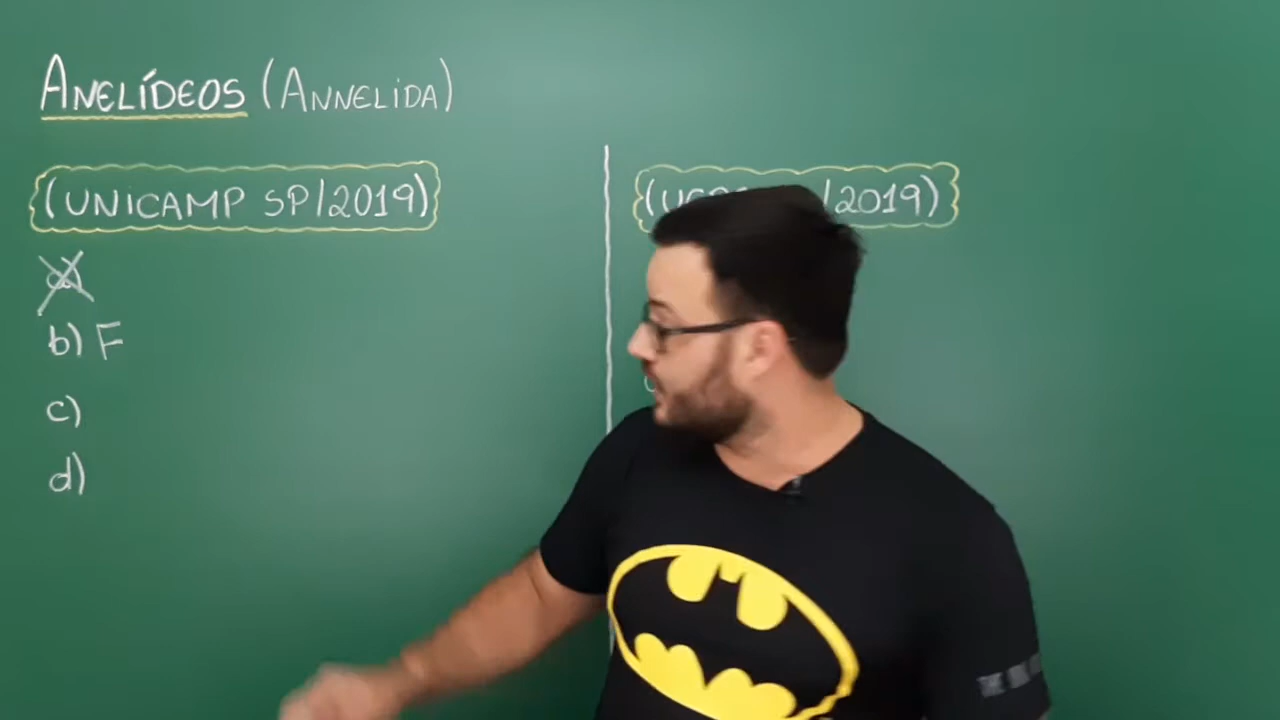 ANELÍDEOS (ANNELIDA)
(UNICAMP SP/2019)
a)
b) F
c)
d)
/2019)